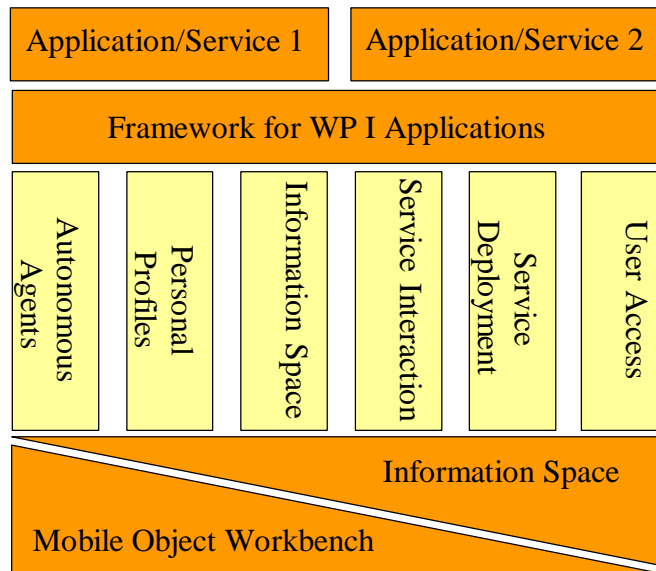 Application/Service 1
Application/Service 2
Framework for WP I Applications
Autonomous
Agents
Personal
Profiles
Information Space
Service Interaction
Service
Deployment
User Access
Information Space
Mobile Object Workbench